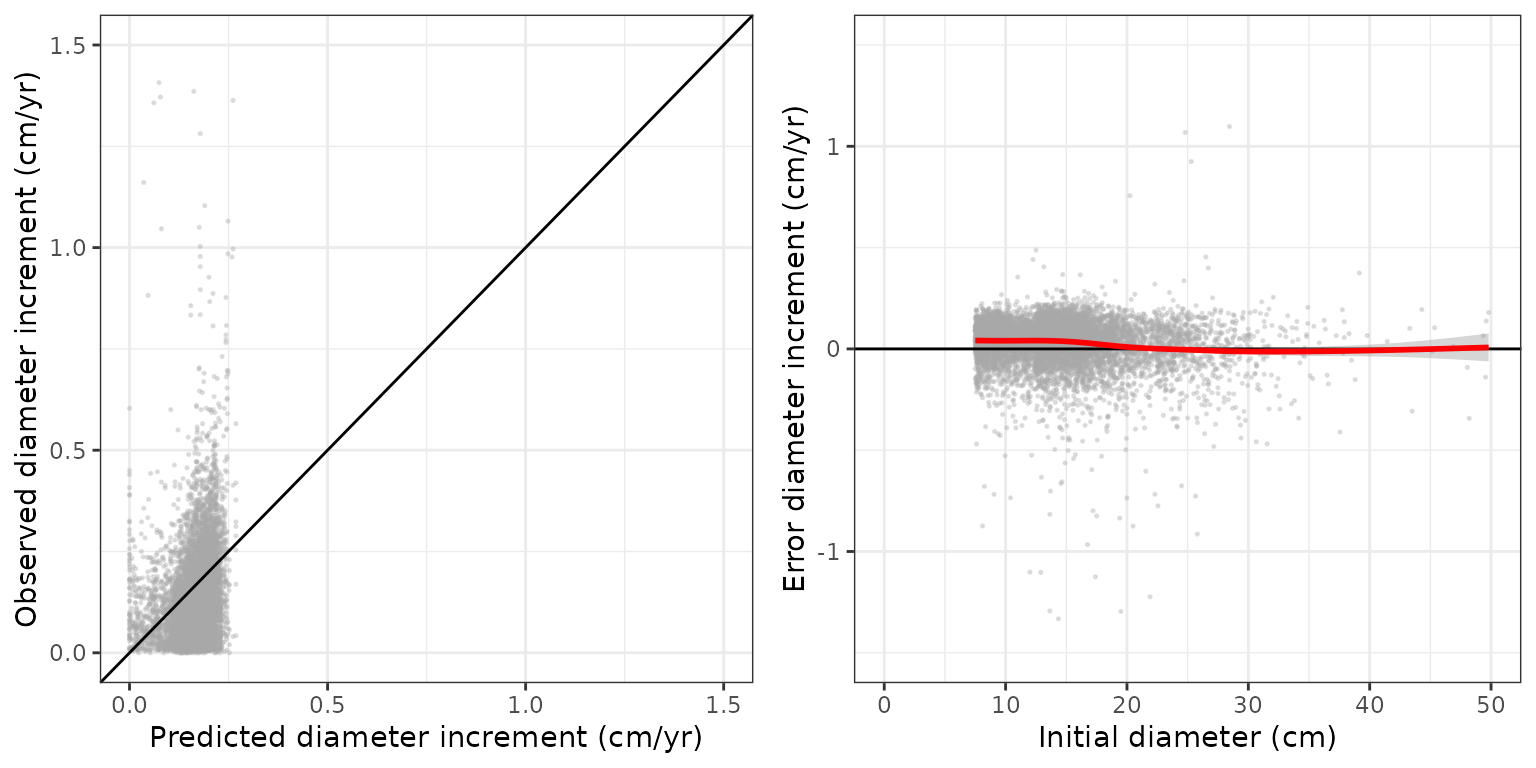 Observed diameter increment (cm/yr)
1.5
1.0
0.5
0.0
0.0 0.5 1.0 1.5
Predicted diameter increment (cm/yr)
Error diameter increment (cm/yr)
1
0
-1
0 10 20 30 40 50
Initial diameter (cm)